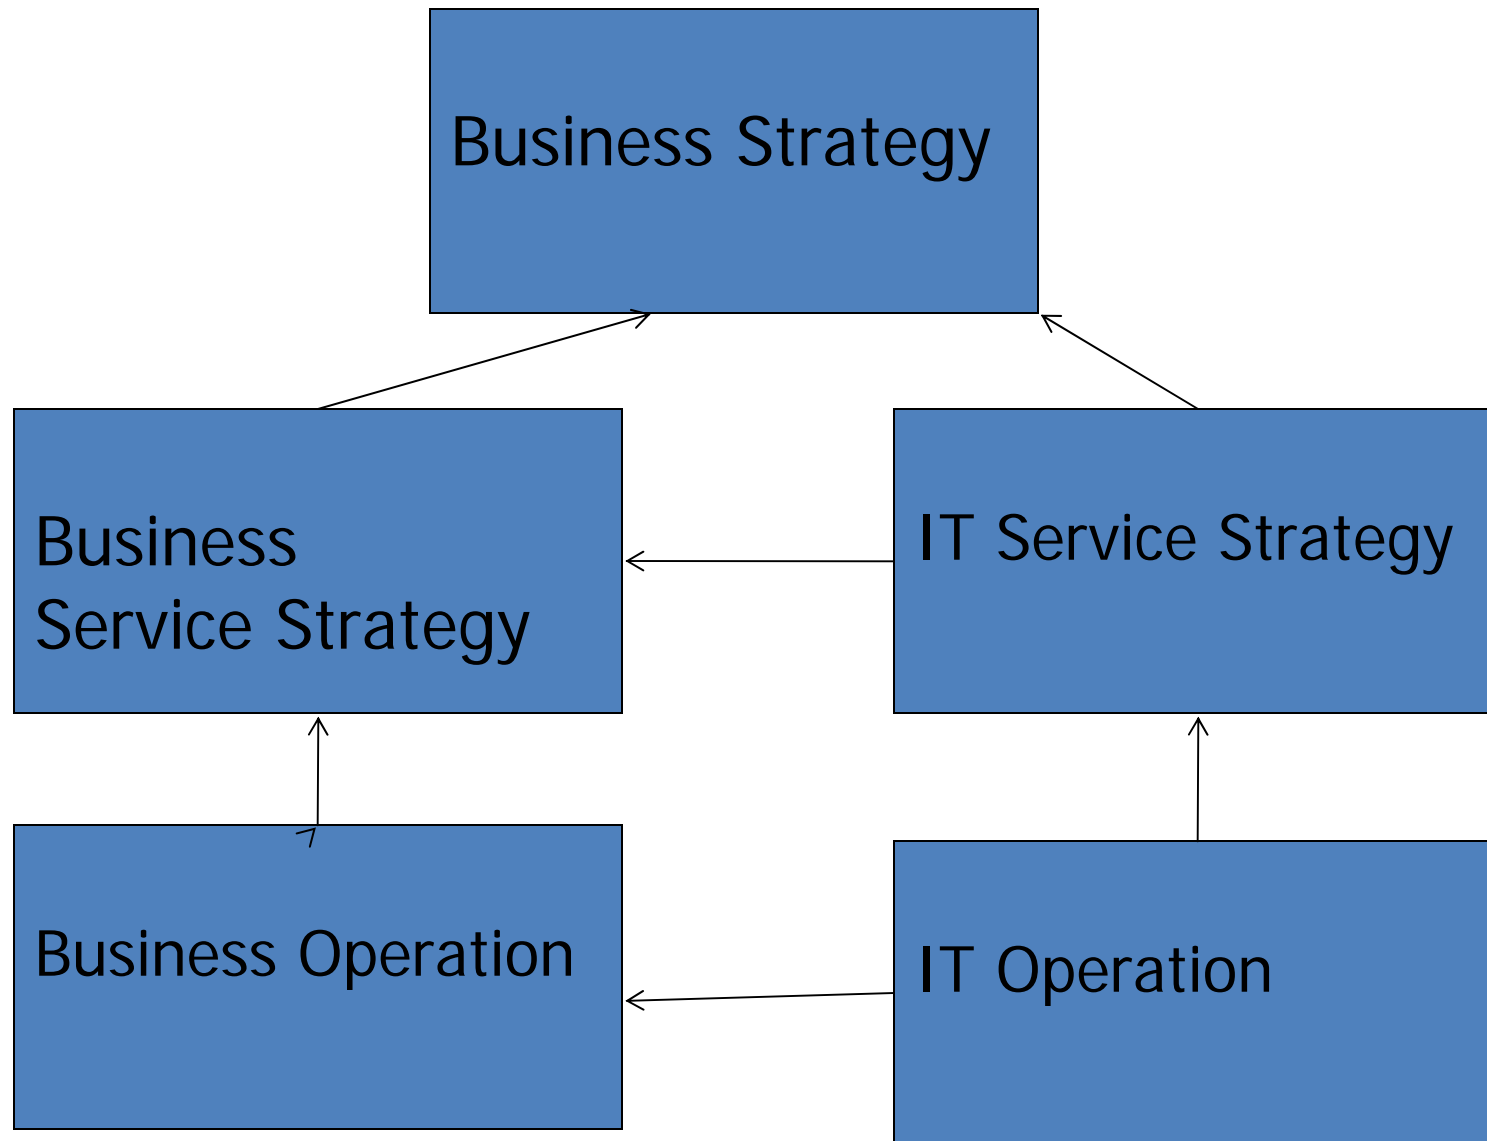 Business Strategy
Business
Service Strategy
IT Service Strategy
Business Operation
IT Operation